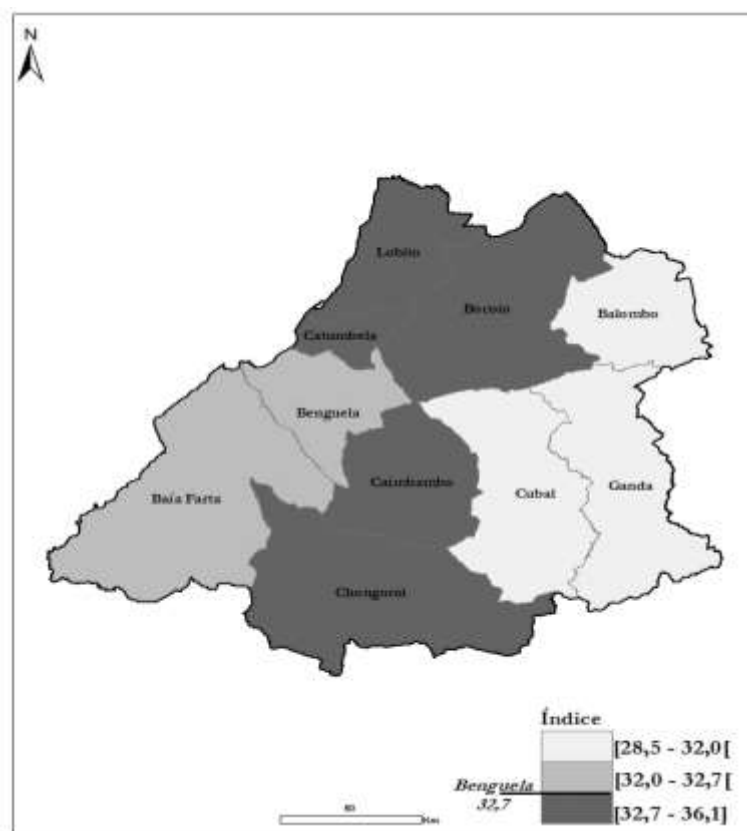 N
Lobito
Bocoio
Balombo
Catumbela
Benguela
Caimbambo
Baía Farta
Cubal
Ganda
Chongoroi
Índice
[28,5 - 32,0[
[32,0 - 32,7[
Benguela
32,7
[32,7 - 36,1]
Kms